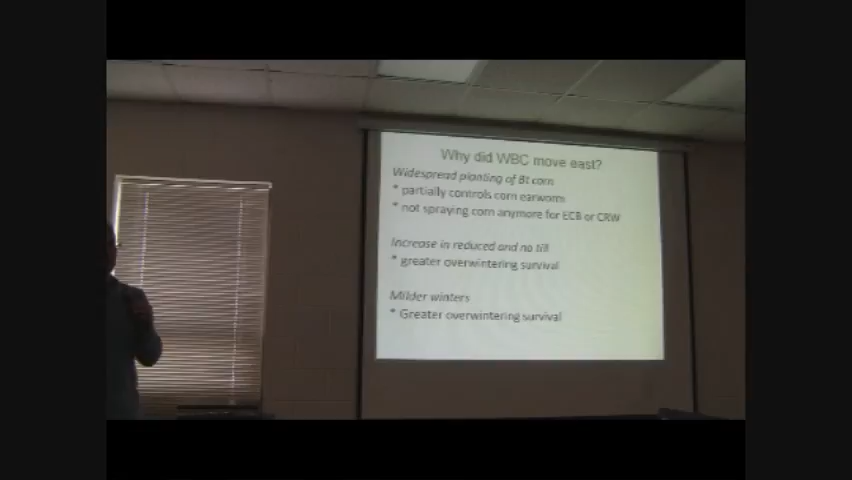 Why did WBC move east?
Widespread planting of Bt corn
* partially controls corn earworm
* not spraying corn anymore for ECB or CRW
Increase in reduced and no till
* greater overwintering survival
Milder winters
* Greater overwintering survival